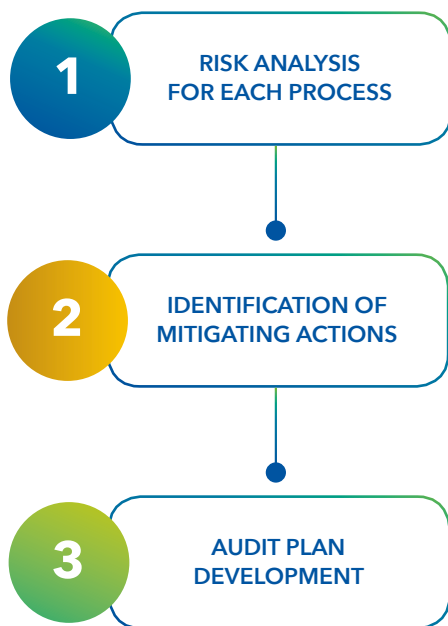 1
RISK ANALYSIS
FOR EACH PROCESS
2
IDENTIFICATION OF
MITIGATING ACTIONS
3
AUDIT PLAN
DEVELOPMENT